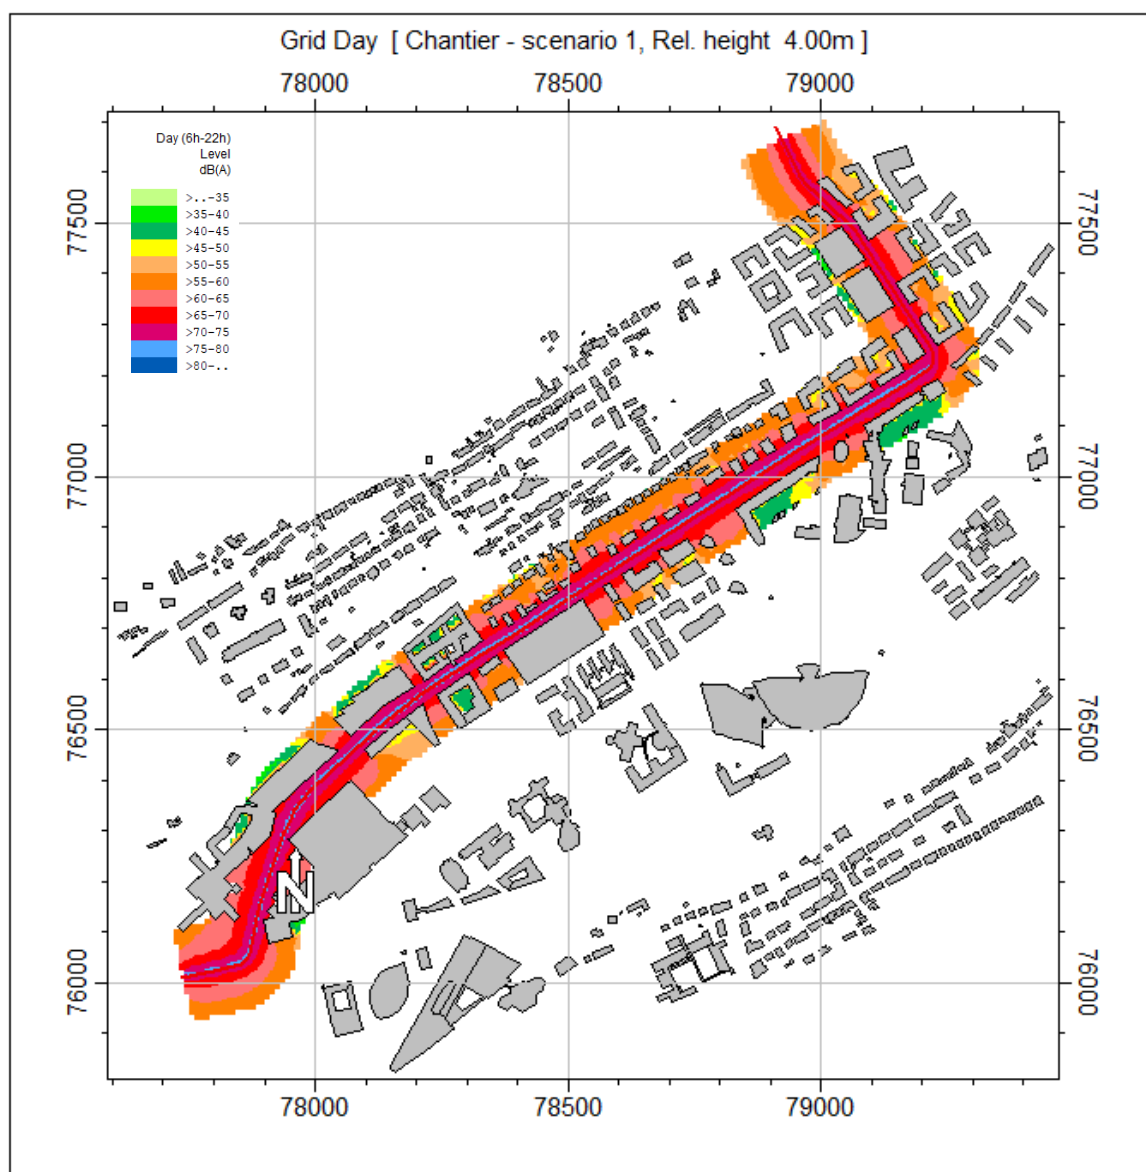 Grid Day [ Chantier - scenario 1, Rel. height 4.00m ]
78000 78500 79000
Day (6h-22h)
Level
dB(A)
>..-35
>35-40
>40-45
>45-50
>50-55
>55-60
>60-65
>65-70
>70-75
>75-80
>80-..
77500 77500
77000 77000
76500 76500
N
76000 76000
78000 78500 79000